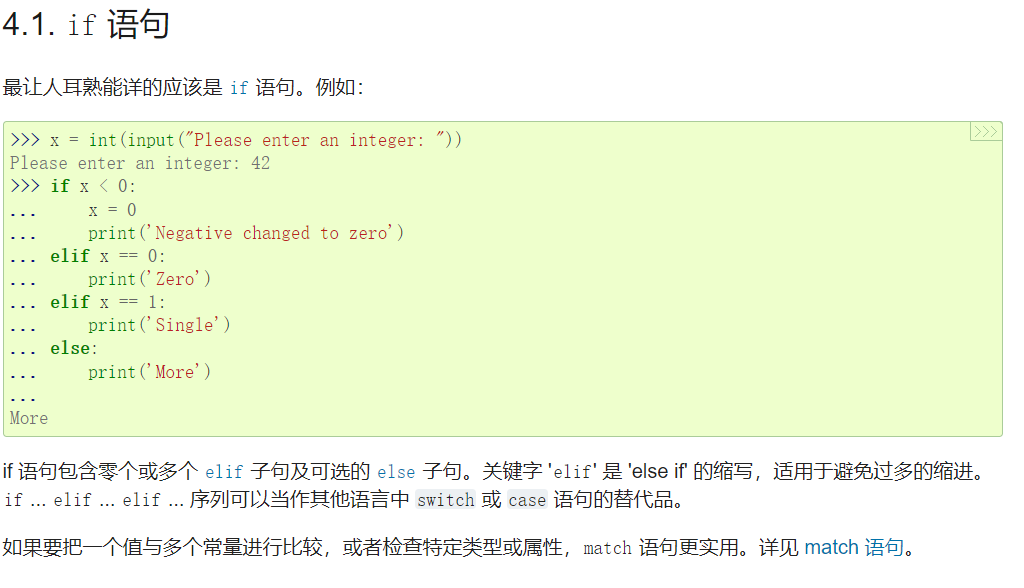 4.1. if 语句
最让人耳熟能详的应该是 if 语句。例如：
>>>
>>> x = int(input("Please enter an integer: "))
Please enter an integer: 42
>>> if x < 0:
...     x = 0
...     print('Negative changed to zero')
... elif x == 0:
...     print('Zero')
... elif x == 1:
...     print('Single')
... else:
...     print('More')
...
More
if 语句包含零个或多个 elif 子句及可选的 else 子句。关键字 'elif' 是 'else if' 的缩写，适用于避免过多的缩进。
if ... elif ... elif ... 序列可以当作其他语言中 switch 或 case 语句的替代品。
如果要把一个值与多个常量进行比较，或者检查特定类型或属性，match 语句更实用。详见 match 语句。